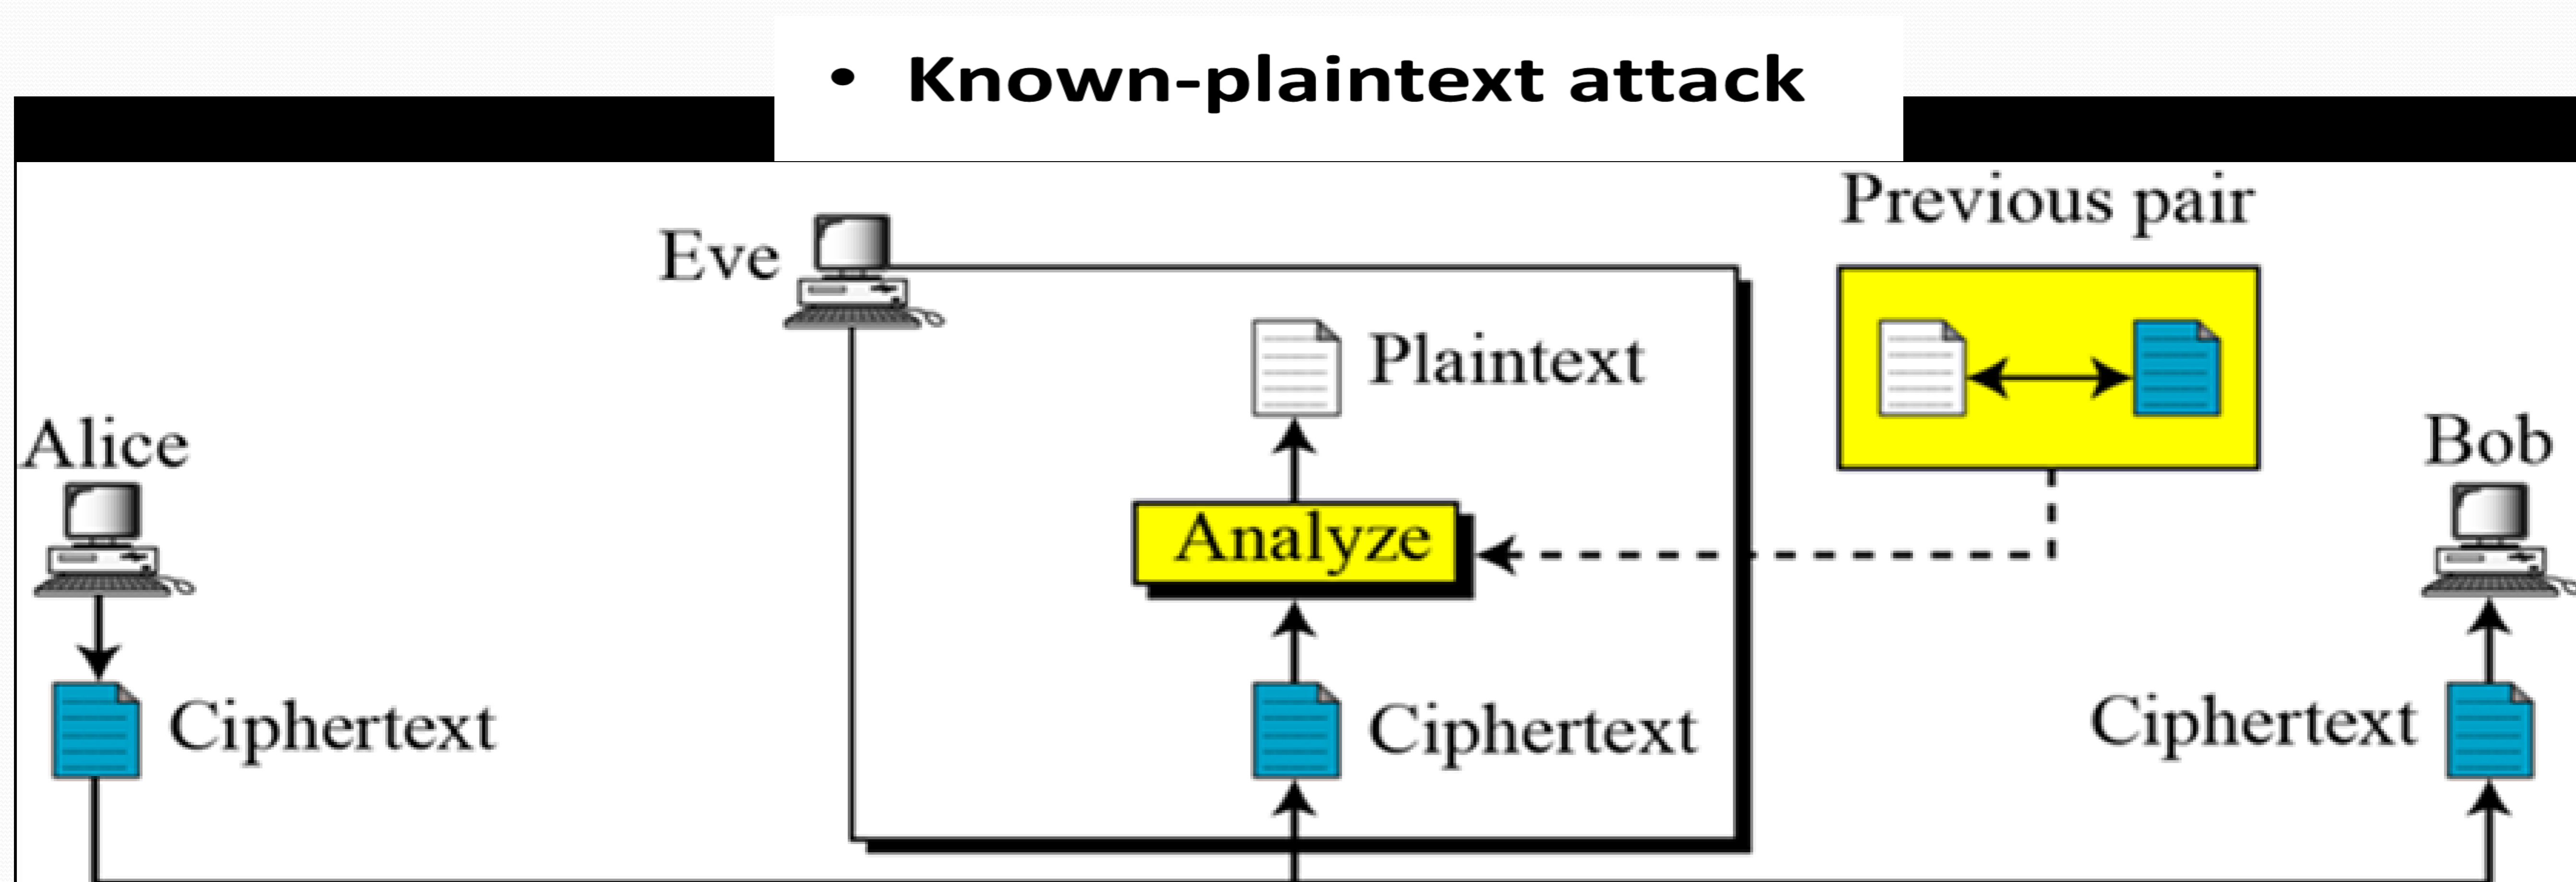 • Known-plaintext attack
Previous pair
Eve
Plaintext
Alice
Bob
Analyze
Ciphertext
Ciphertext
Ciphertext